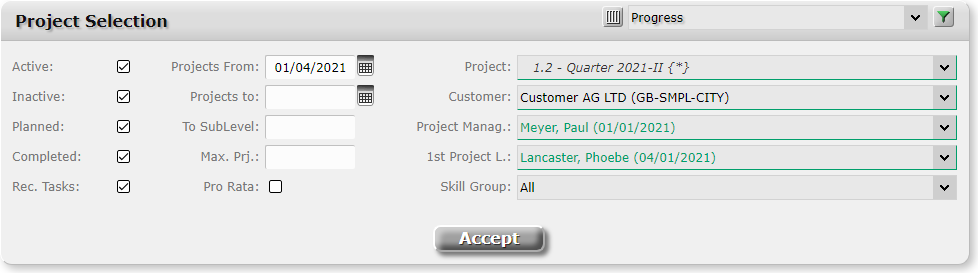 Project Selection
Progress
Active: Projects From: 01/04/2021 Project: 1.2 - Quarter 2021-II {*}
Inactive: Projects to: Customer: Customer AG LTD (GB-SMPL-CITY)
Planned: To SubLevel: Project Manag.: Meyer, Paul (01/01/2021)
Completed: Max. Prj.: 1st Project L.: Lancaster, Phoebe (04/01/2021)
Rec. Tasks: Pro Rata: Skill Group: All
Accept